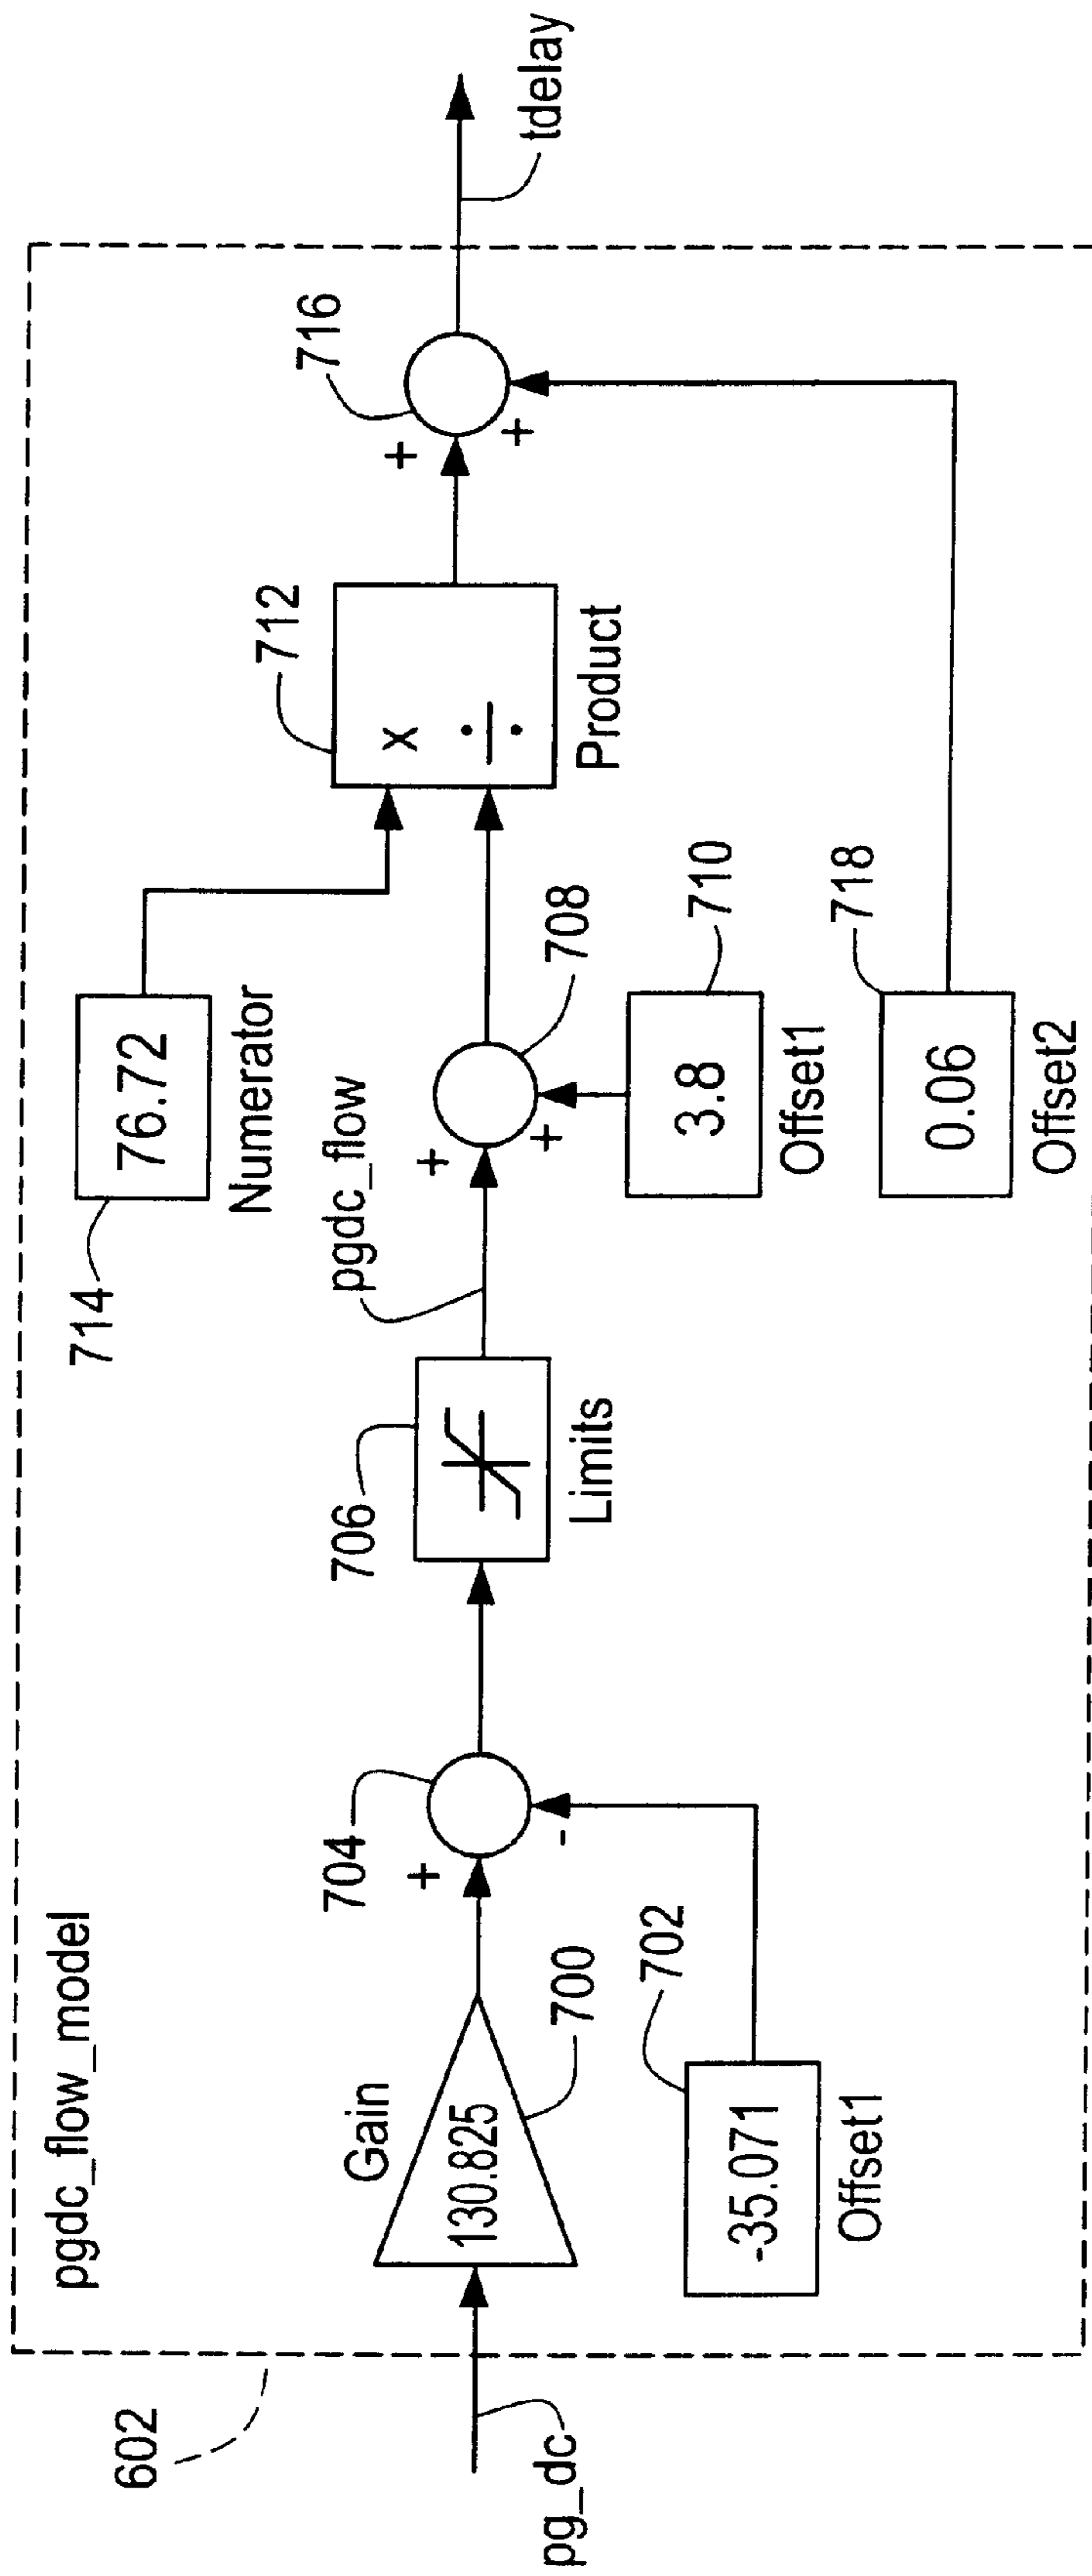 602
pgdc_flow_model
pg_dc
Gain
130.825
700
-35.071
702
Offset1
704
+
-
706
Limits
pgdc_flow
714
76.72
Numerator
+
+
708
3.8
710
Offset1
712
x
÷
Product
0.06
718
Offset2
716
+
+
tdelay